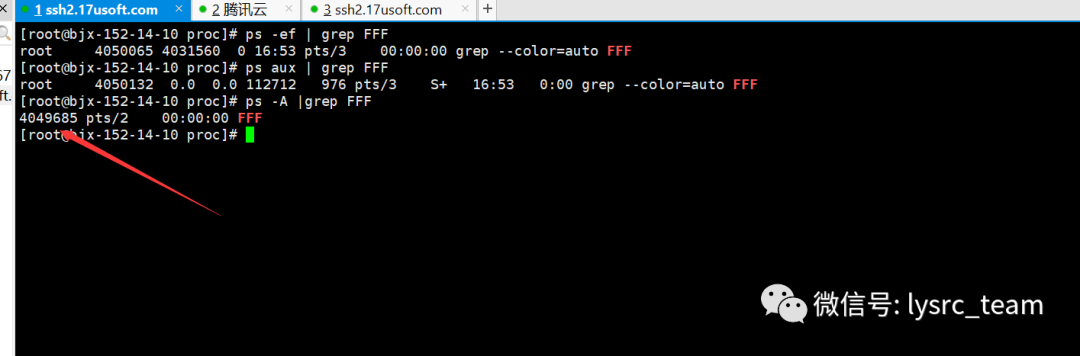 1 ssh2.17usoft.com × 2 腾讯云 × 3 ssh2.17usoft.com × +
[root@bjx-152-14-10 proc]# ps -ef | grep FFF
root 4050065 4031560 0 16:53 pts/3 00:00:00 grep --color=auto FFF
[root@bjx-152-14-10 proc]# ps aux | grep FFF
root 4050132 0.0 0.0 112712 976 pts/3 S+ 16:53 0:00 grep --color=auto FFF
[root@bjx-152-14-10 proc]# ps -A |grep FFF
4049685 pts/2 00:00:00 FFF
[root@bjx-152-14-10 proc]#
67
ft.
微信号: lysrc_team